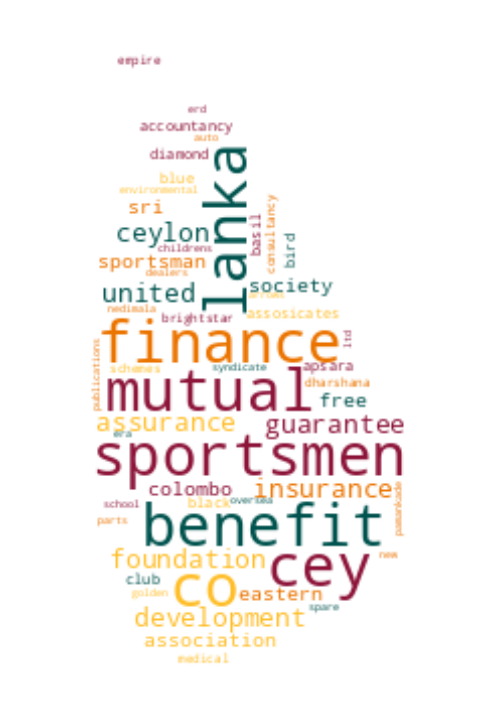 empire
erd
accountancy
auto
diamond
lanka
blue
environmental
sri
consultancy
basil
bird
ceylon
childrens
sportsman
dealers
united
society
arrows
nedimala
brightstar
assosicates
finance
ltd
publications
syndicate
apsara
schemes
mutual
dharshana
free
assurance
guarantee
era
sportsmen
colombo
insurance
pamankade
school
black
oversea
parts
benefit
new
foundation
cey
club
golden
co
eastern
spare
development
association
medical